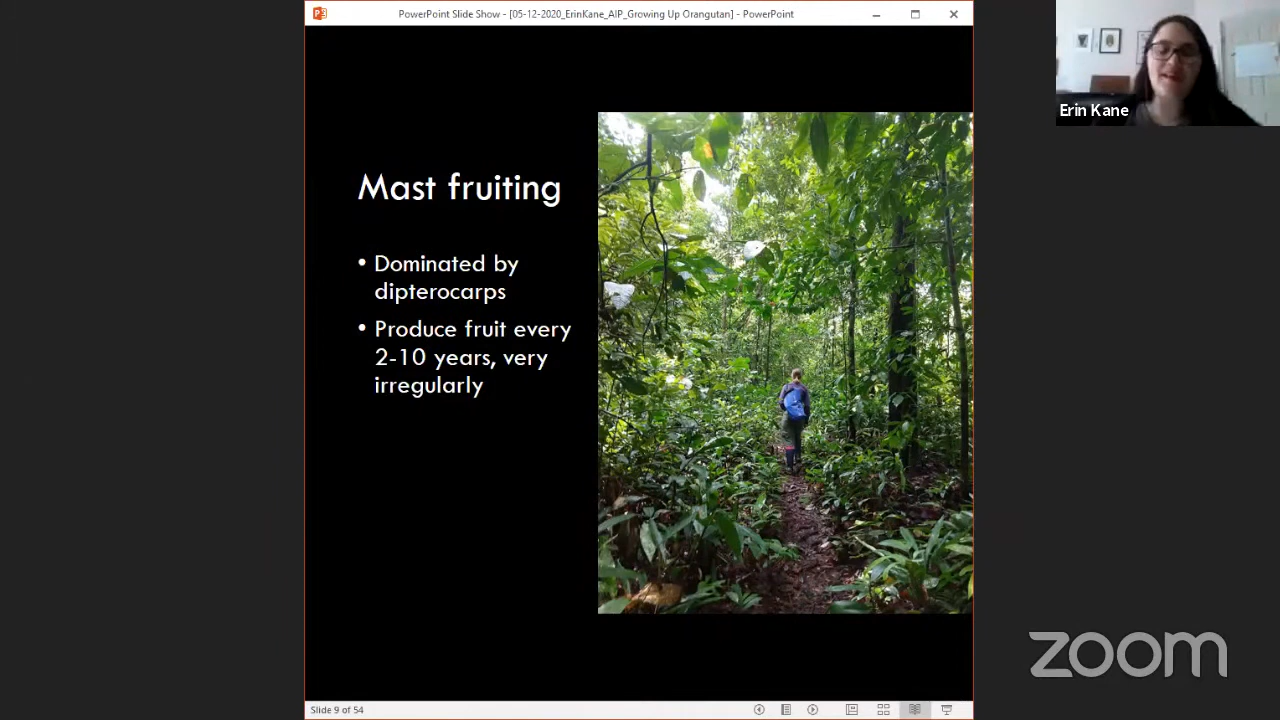 PowerPoint Slide Show - [05-12-2020_ErinKane_AIP_Growing Up Orangutan] - PowerPoint
Erin Kane
Mast fruiting
• Dominated by
dipterocarps
• Produce fruit every
2-10 years, very
irregularly
zoom
Slide 9 of 54